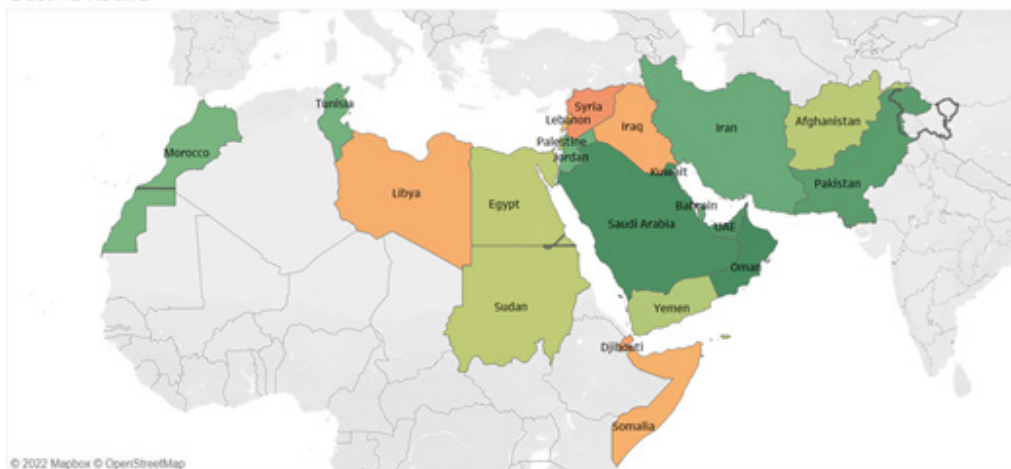 Tunisia
Morocco
Libya
Egypt
Sudan
Syria
Lebanon
Iraq
Palestine
Jordan
Kuwait
Iran
Afghanistan
Pakistan
Bahrain
Saudi Arabia
UAE
Oman
Yemen
Djibouti
Somalia
© 2022 Mapbox © OpenStreetMap